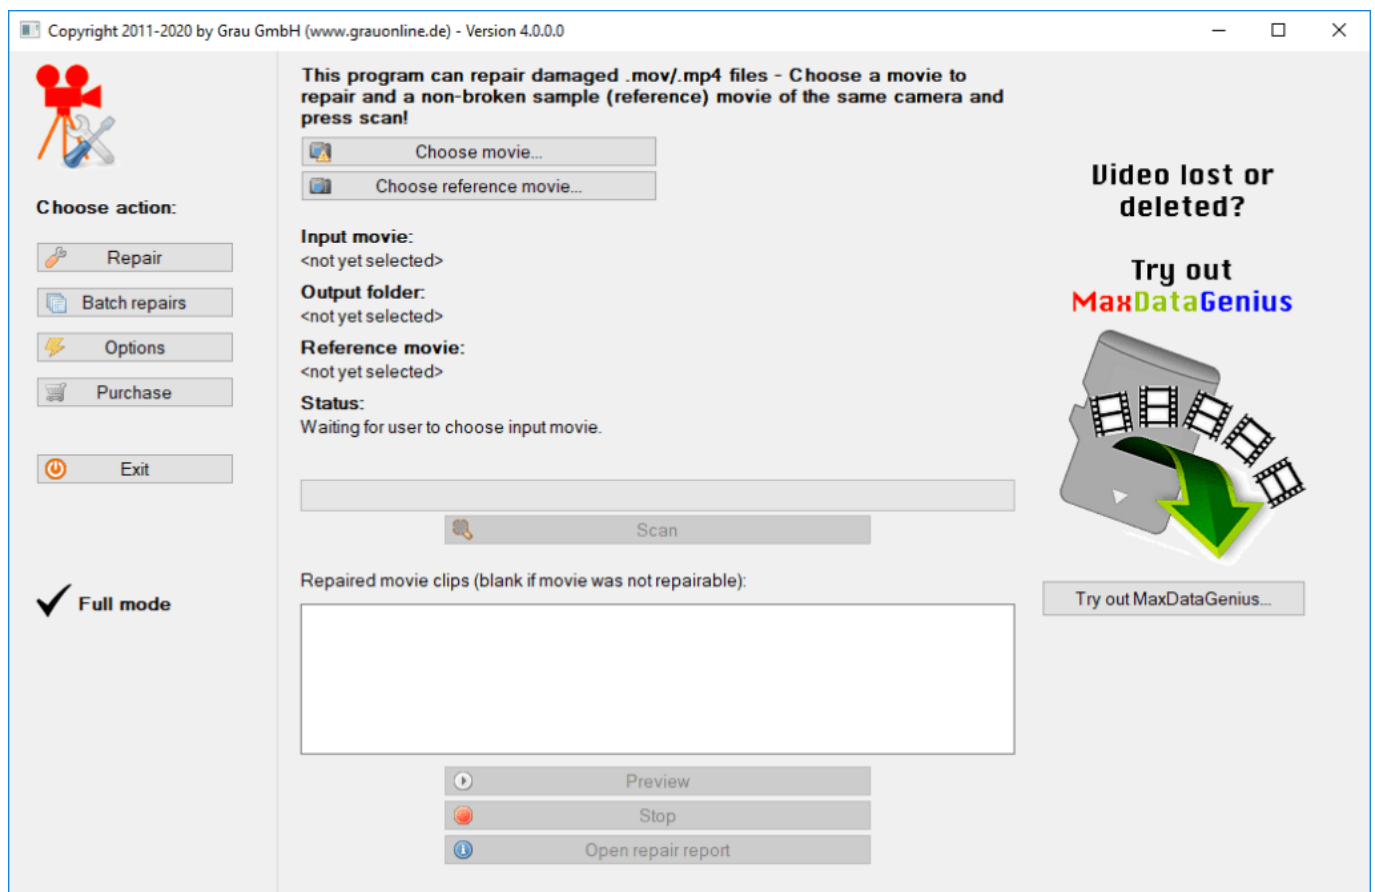 Copyright 2011-2020 by Grau GmbH (www.grauonline.de) - Version 4.0.0.0
Choose action:
Repair
Batch repairs
Options
Purchase
Exit
Full mode
This program can repair damaged .mov/.mp4 files - Choose a movie to
repair and a non-broken sample (reference) movie of the same camera and
press scan!
Choose movie...
Choose reference movie...
Input movie:
<not yet selected>
Output folder:
<not yet selected>
Reference movie:
<not yet selected>
Status:
Waiting for user to choose input movie.
Scan
Repaired movie clips (blank if movie was not repairable):
Preview
Stop
Open repair report
Video lost or
deleted?
Try out
MaxDataGenius
Try out MaxDataGenius...